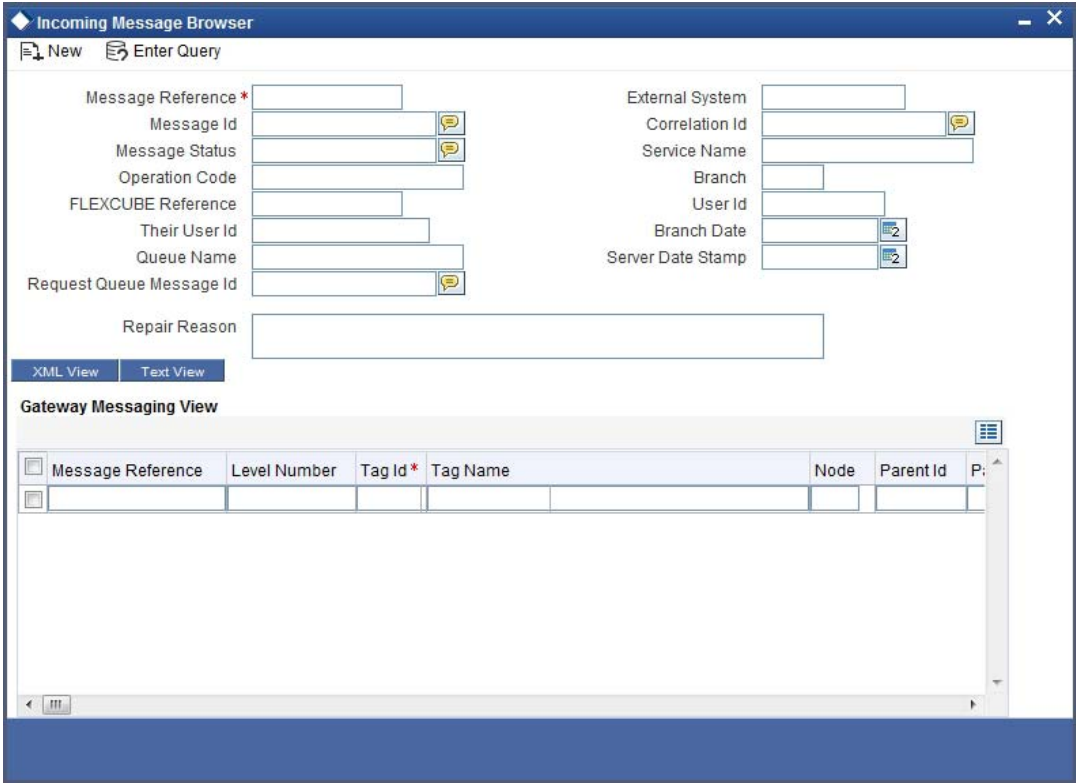 Incoming Message Browser
New Enter Query
Message Reference * External System
Message Id Correlation Id
Message Status Service Name
Operation Code Branch
FLEXCUBE Reference User Id
Their User Id Branch Date
Queue Name Server Date Stamp
Request Queue Message Id
Repair Reason
XML View Text View
Gateway Messaging View
Message Reference Level Number Tag Id * Tag Name Node Parent Id